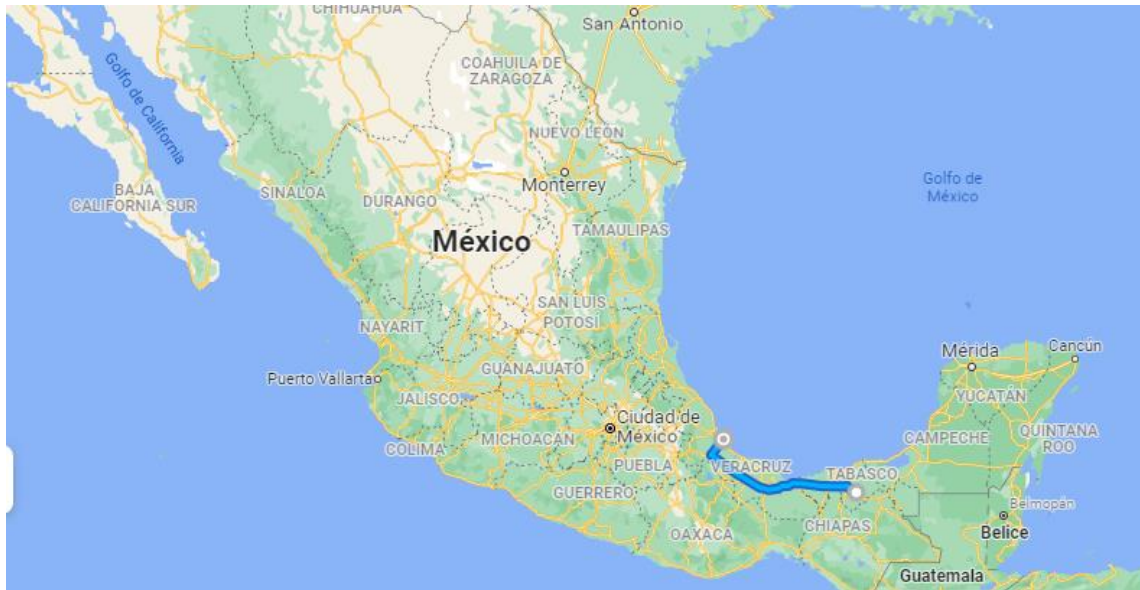 CHIHUAHUA
San Antonio
Golfo de California
COAHUILA DE
ZARAGOZA
NUEVO LEÓN
Monterrey
Golfo de
México
BAJA
CALIFORNIA SUR
SINALOA
DURANGO
TAMAULIPAS
México
SAN LUIS
POTOSÍ
NAYARIT
Mérida
Cancún
Puerto Vallarta
GUANAJUATO
YUCATÁN
JALISCO
Ciudad de
México
QUINTANA
ROO
COLIMA
MICHOACÁN
CAMPECHE
PUEBLA
VERACRUZ
TABASCO
GUERRERO
Belmopán
OAXACA
CHIAPAS
Belice
Guatemala